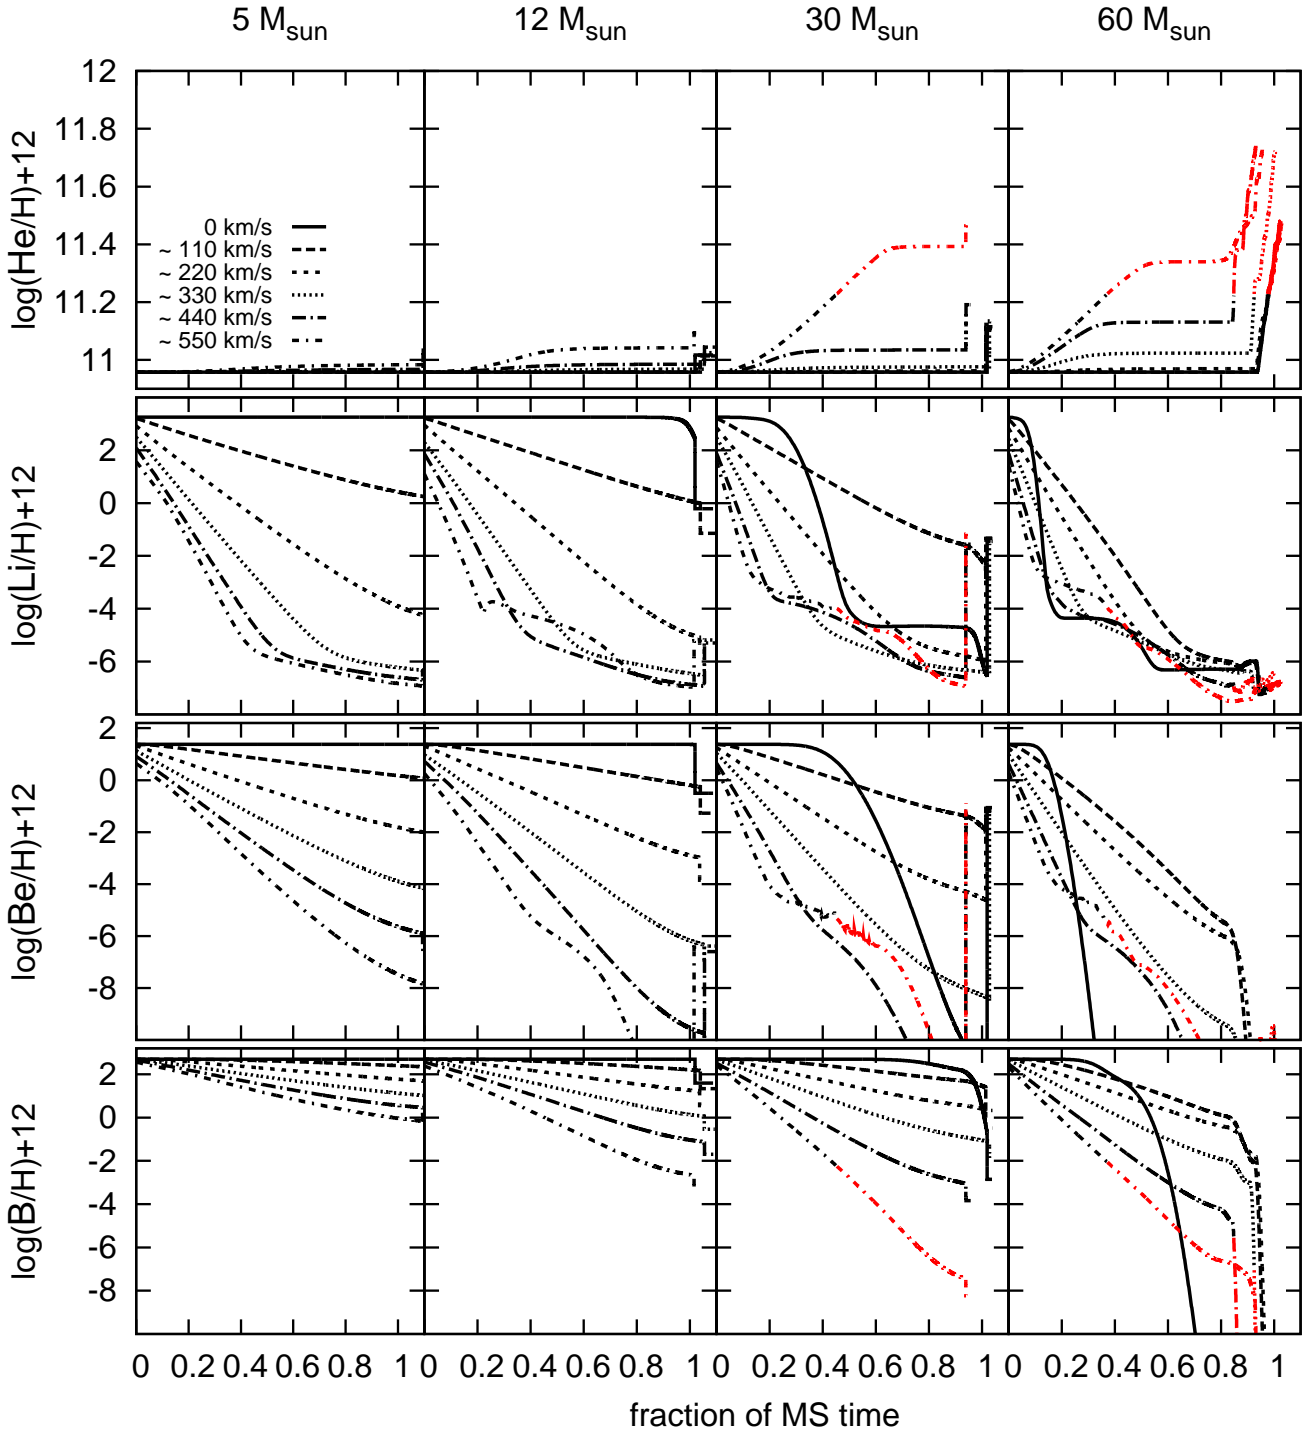 5 M_sun 12 M_sun 30 M_sun 60 M_sun
log(He/H)+12
12
11.8
11.6
11.4
11.2
11
0 km/s
~ 110 km/s
~ 220 km/s
~ 330 km/s
~ 440 km/s
~ 550 km/s
log(Li/H)+12
2
0
-2
-4
-6
log(Be/H)+12
2
0
-2
-4
-6
-8
log(B/H)+12
2
0
-2
-4
-6
-8
0 0.2 0.4 0.6 0.8 1 0 0.2 0.4 0.6 0.8 1 0 0.2 0.4 0.6 0.8 1 0 0.2 0.4 0.6 0.8 1
fraction of MS time